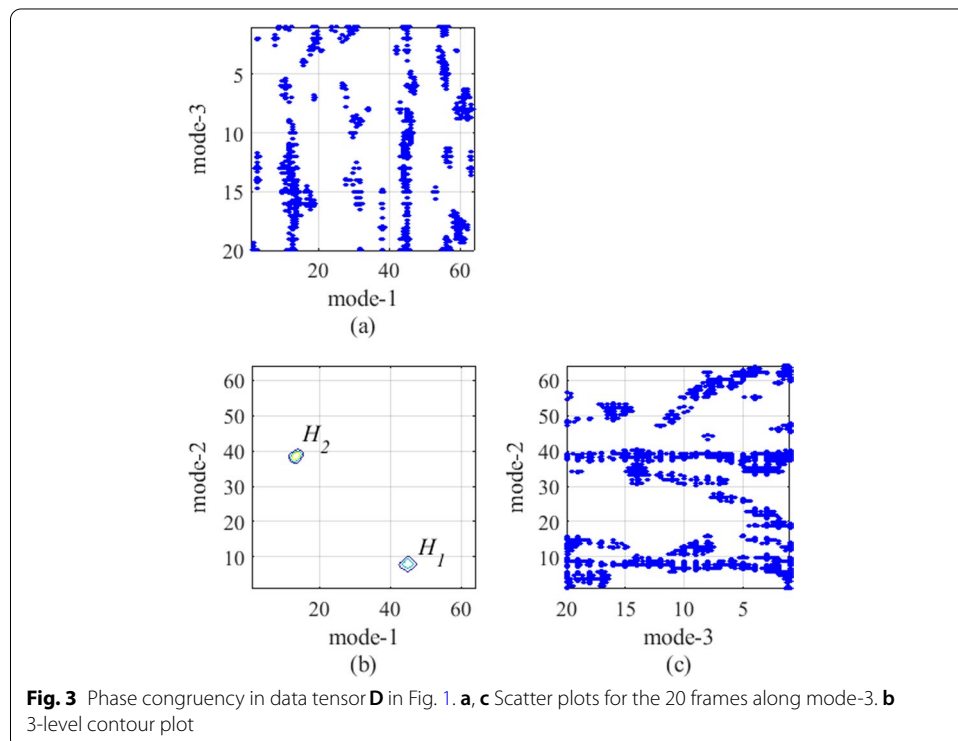 5
10
15
20
mode-3
20 40 60
mode-1
(a)
60
50
40
30
20
10
mode-2
H2
H1
20 40 60
mode-1
(b)
60
50
40
30
20
10
mode-2
20 15 10 5
mode-3
(c)
Fig. 3 Phase congruency in data tensor D in Fig. 1. a, c Scatter plots for the 20 frames along mode-3. b
3-level contour plot